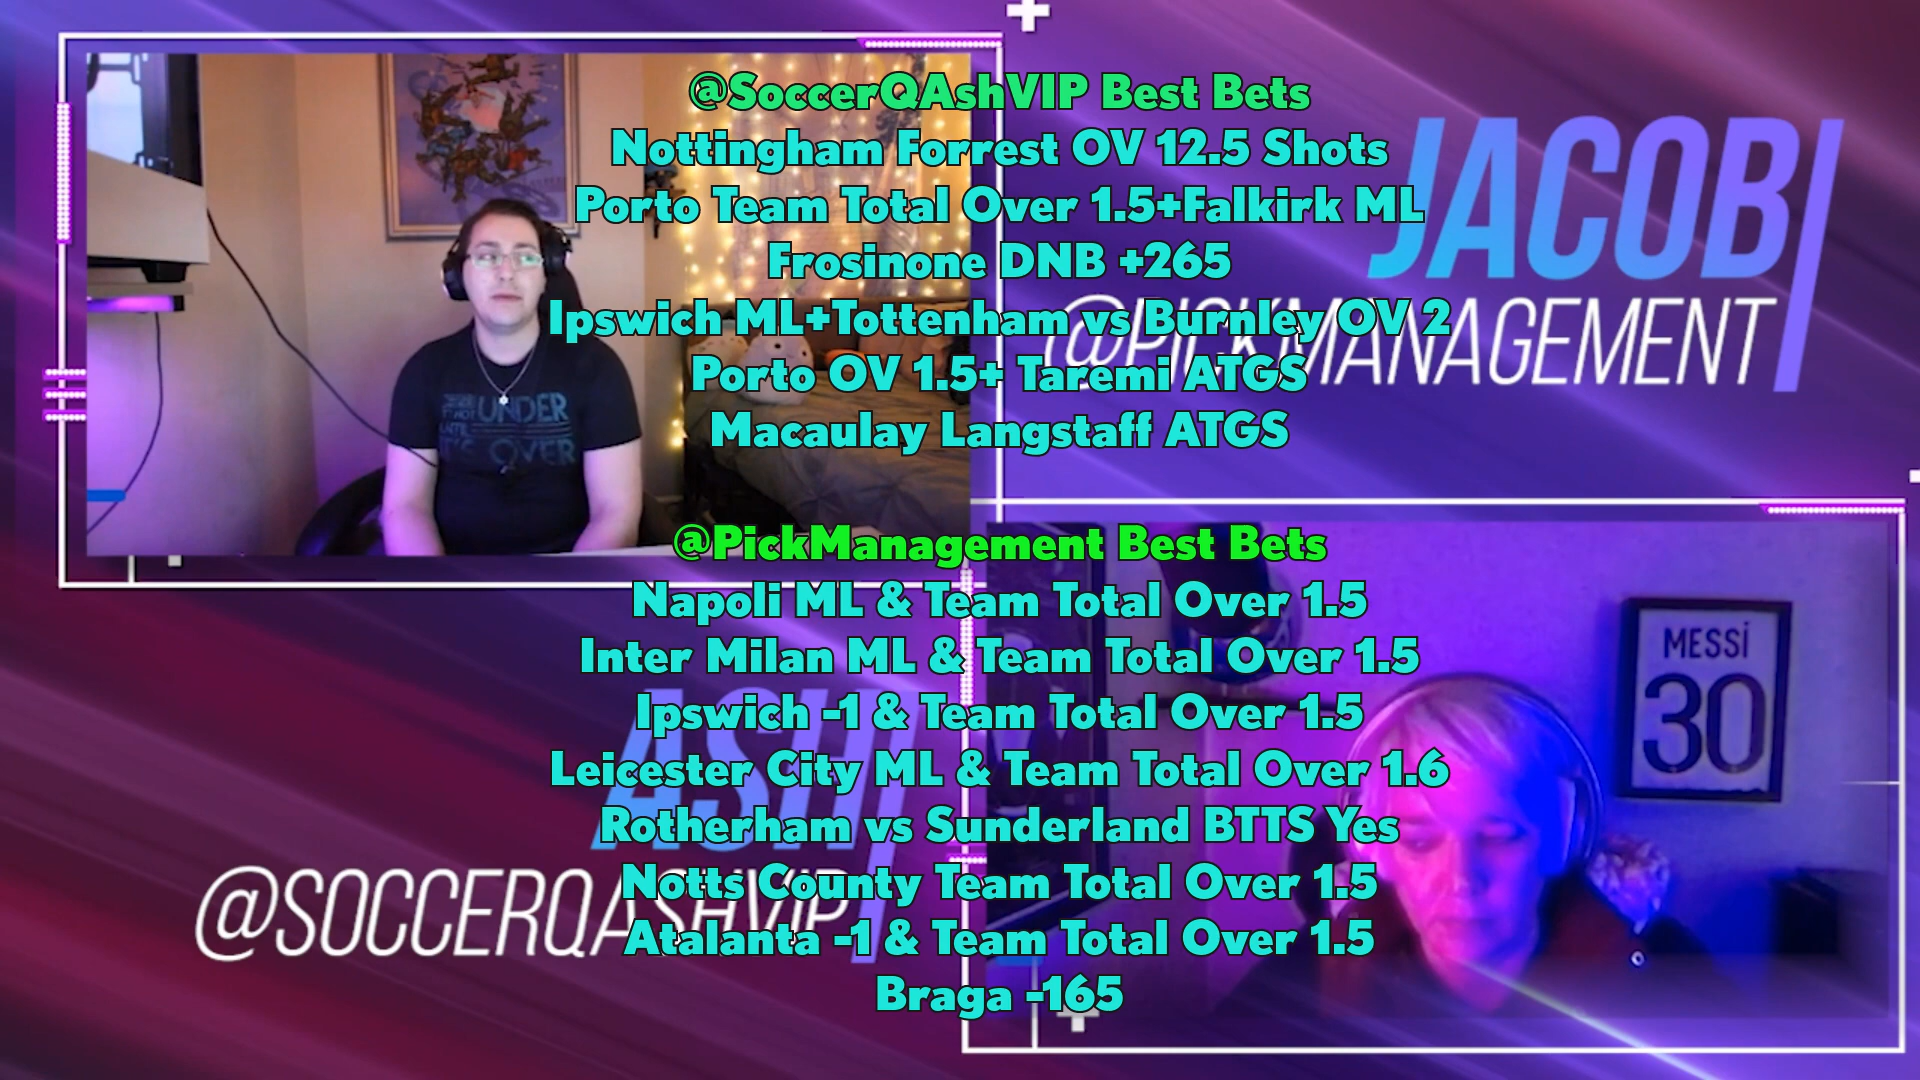 @SoccerQAshVIP Best Bets
Nottingham Forrest OV 12.5 Shots
Porto Team Total Over 1.5+Falkirk ML
Frosinone DNB +265
Ipswich ML+Tottenham vs Burnley OV 2
Porto OV 1.5+ Taremi ATGS
Macaulay Langstaff ATGS
JACOB
@PICKMANAGEMENT
UNDER
UNTIL
IT'S OVER
@PickManagement Best Bets
Napoli ML & Team Total Over 1.5
Inter Milan ML & Team Total Over 1.5
Ipswich -1 & Team Total Over 1.5
Leicester City ML & Team Total Over 1.6
Rotherham vs Sunderland BTTS Yes
Notts County Team Total Over 1.5
Atalanta -1 & Team Total Over 1.5
Braga -165
ASH
@SOCCERQASHVIP
MESSI
30